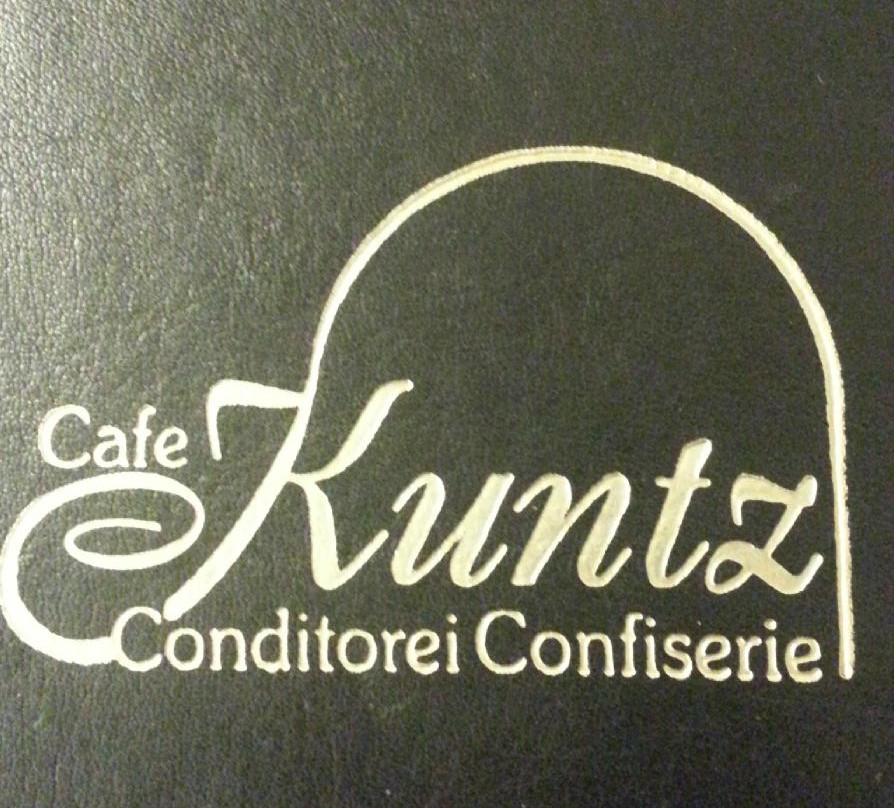 Cafe
Kuntz
Conditorei Confiserie